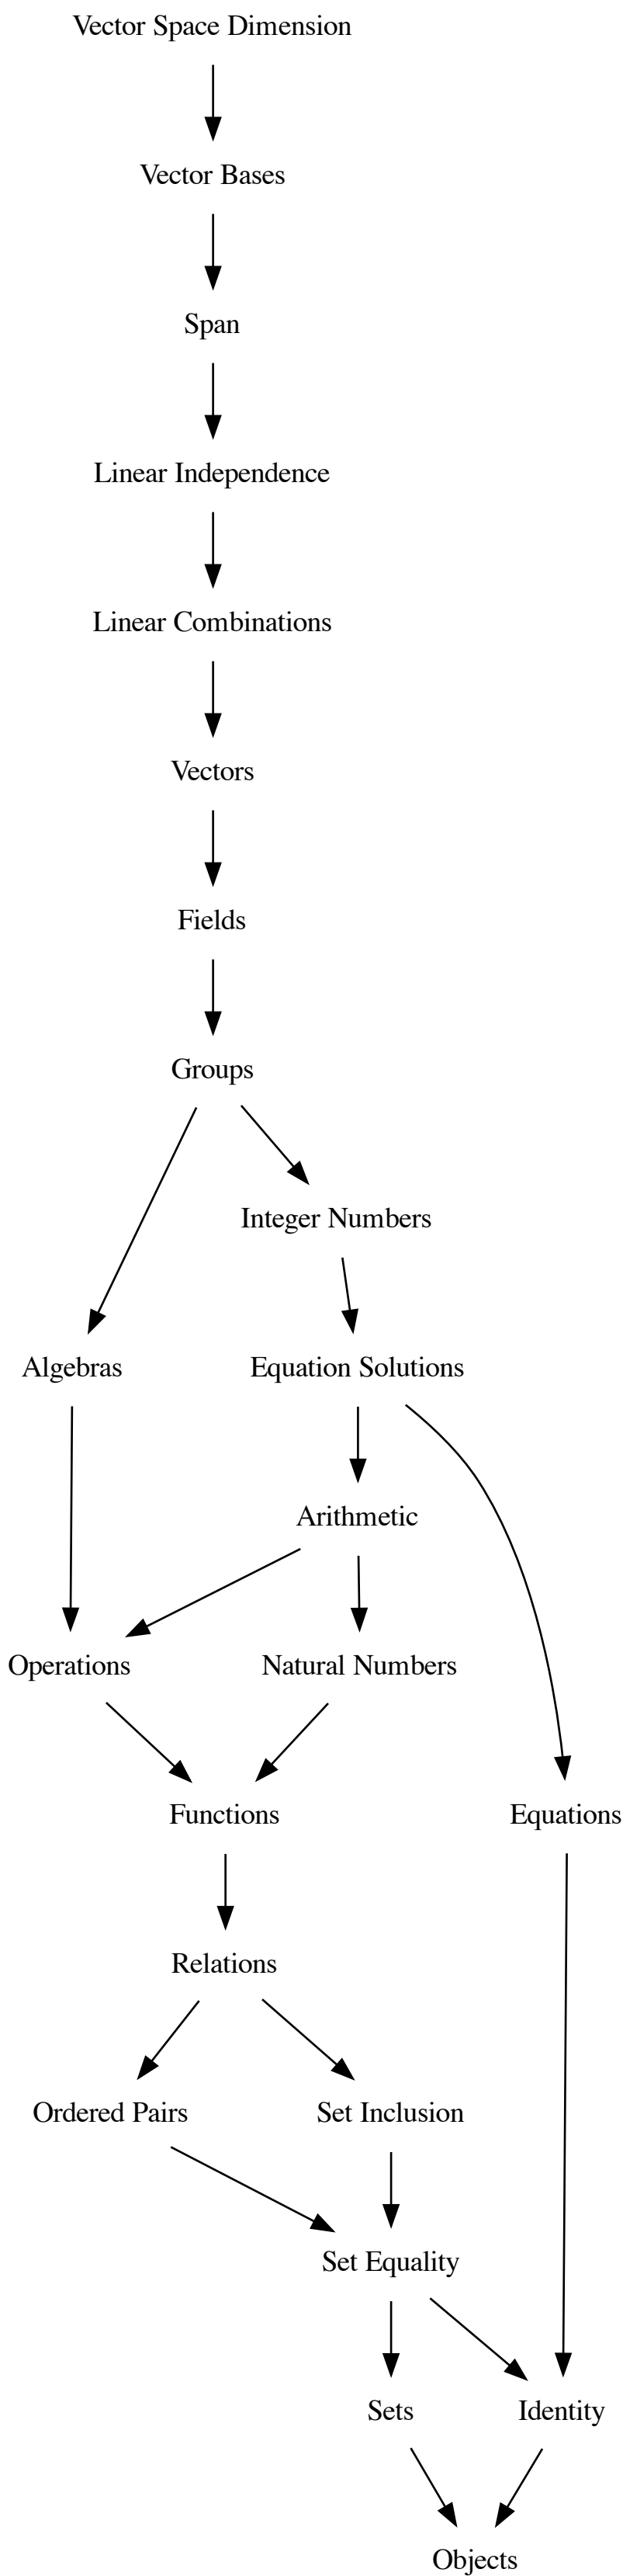 Vector Space Dimension
Vector Bases
Span
Linear Independence
Linear Combinations
Vectors
Fields
Groups
Integer Numbers
Algebras
Equation Solutions
Arithmetic
Operations
Natural Numbers
Functions
Equations
Relations
Ordered Pairs
Set Inclusion
Set Equality
Sets
Identity
Objects